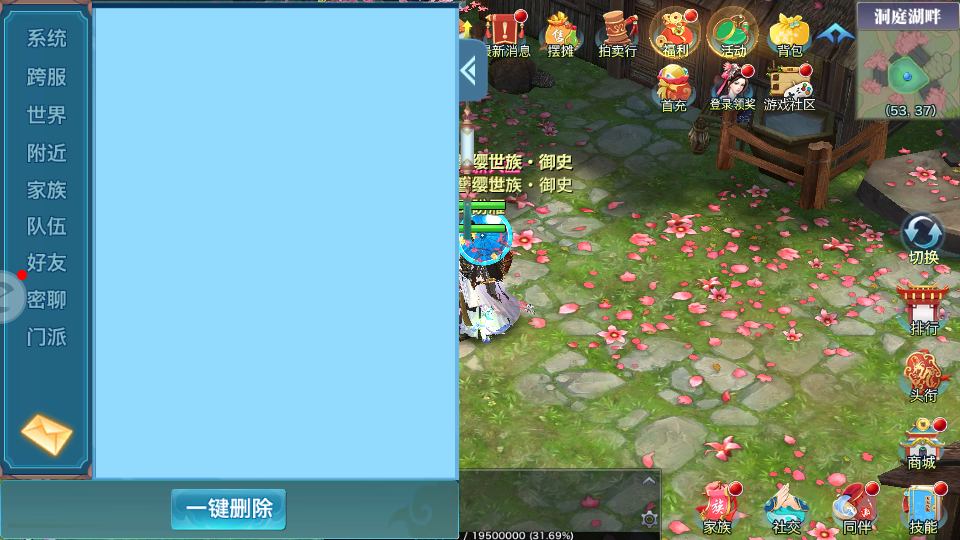 系统
跨服
世界
附近
家族
队伍
好友
密聊
门派
一键删除
最新消息
摆摊
拍卖行
福利
活动
背包
洞庭湖畔
(53, 37)
首充
登录领奖
游戏社区
缨世族·御史
缨世族·御史
切换
排行
头衔
商城
家族
社交
同伴
技能
/ 19500000 (31.69%)